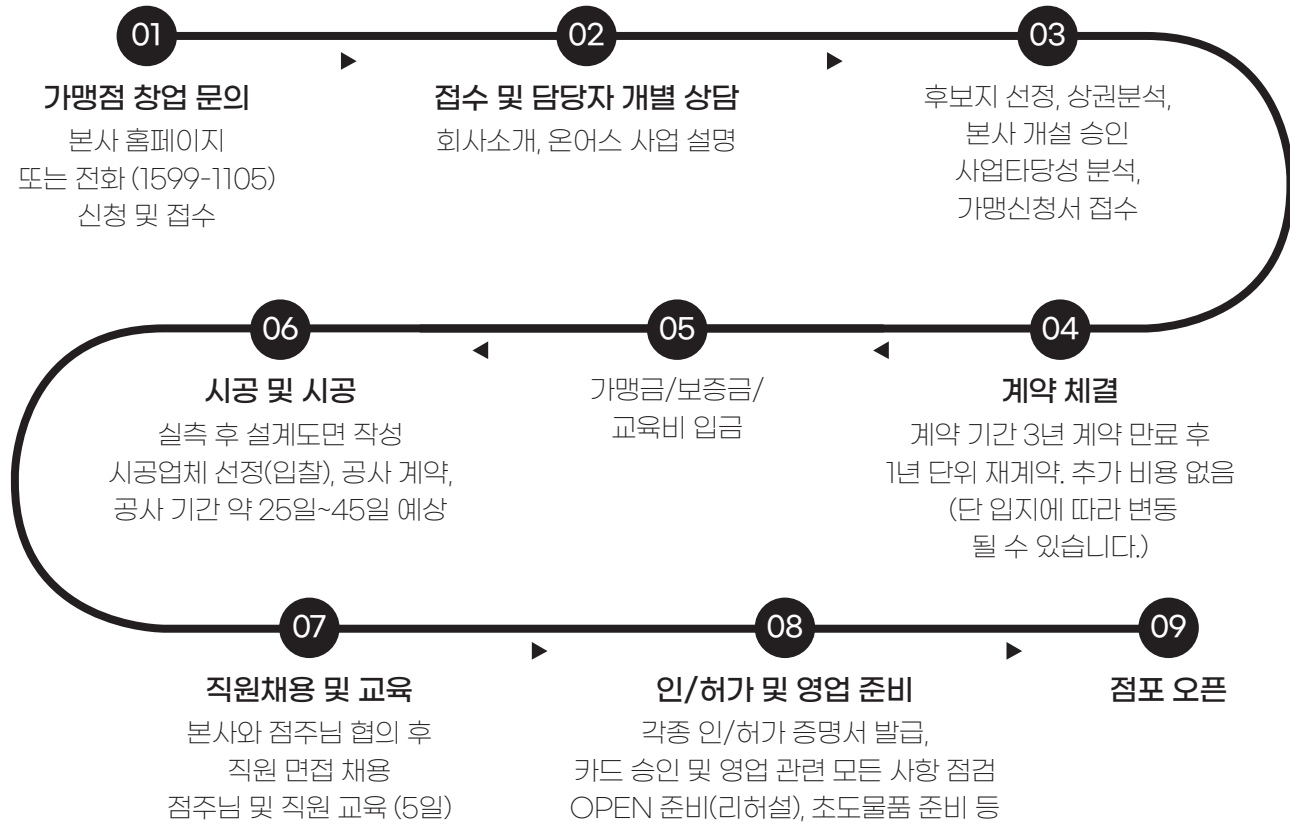 01
가맹점 창업 문의
본사 홈페이지
또는 전화 (1599-1105)
신청 및 접수
02
접수 및 담당자 개별 상담
회사소개, 온어스 사업 설명
03
후보지 선정, 상권분석,
본사 개설 승인
사업타당성 분석,
가맹신청서 접수
04
계약 체결
계약 기간 3년 계약 만료 후
1년 단위 재계약. 추가 비용 없음
(단 입지에 따라 변동
될 수 있습니다.)
05
가맹금/보증금/
교육비 입금
06
시공 및 시공
실측 후 설계도면 작성
시공업체 선정(입찰), 공사 계약,
공사 기간 약 25일~45일 예상
07
직원채용 및 교육
본사와 점주님 협의 후
직원 면접 채용
점주님 및 직원 교육 (5일)
08
인/허가 및 영업 준비
각종 인/허가 증명서 발급,
카드 승인 및 영업 관련 모든 사항 점검
OPEN 준비(리허설), 초도물품 준비 등
09
점포 오픈